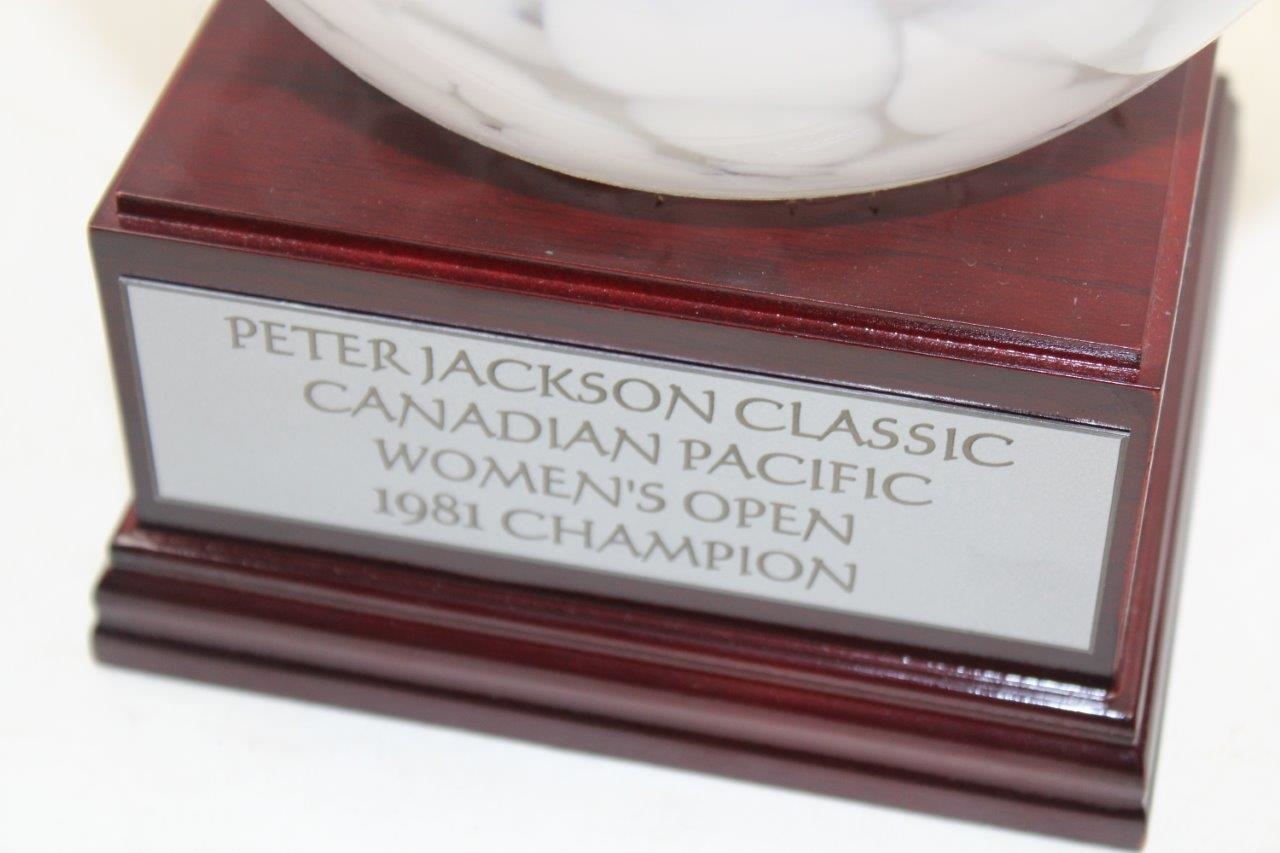 PETER JACKSON CLASSIC
CANADIAN PACIFIC
WOMEN'S OPEN
1981 CHAMPION